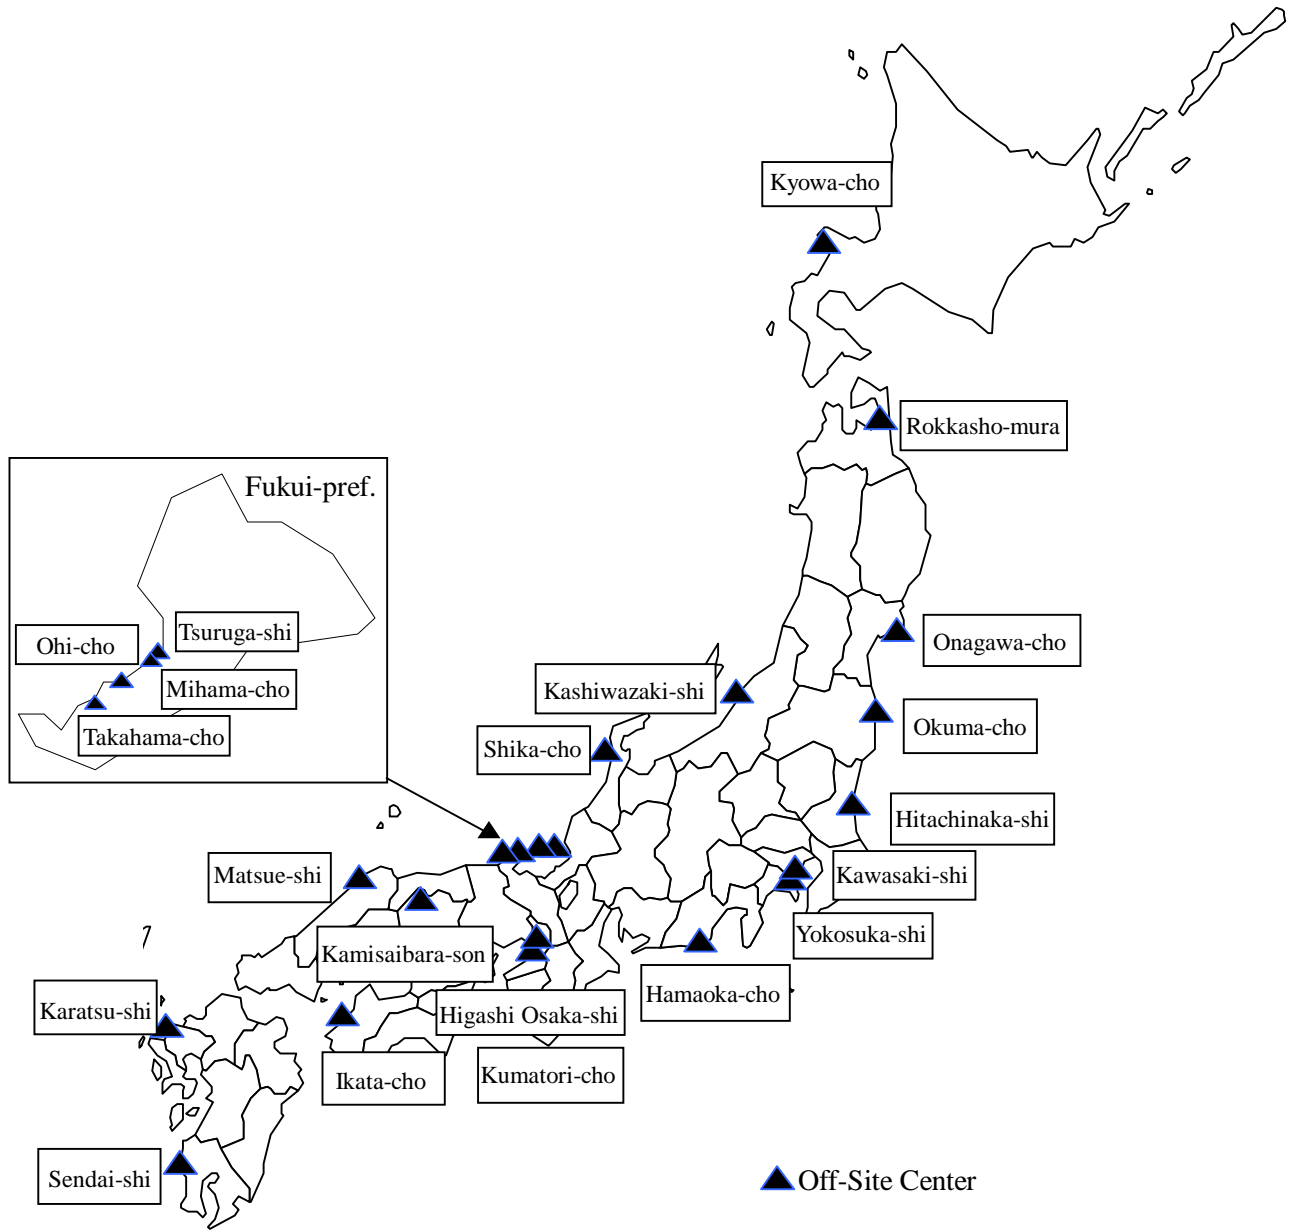 Kyowa-cho
Rokkasho-mura
Fukui-pref.
Tsuruga-shi
Ohi-cho
Mihama-cho
Takahama-cho
Onagawa-cho
Kashiwazaki-shi
Okuma-cho
Shika-cho
Hitachinaka-shi
Matsue-shi
Kawasaki-shi
Yokosuka-shi
Kamisaibara-son
Hamaoka-cho
Karatsu-shi
Higashi Osaka-shi
Ikata-cho
Kumatori-cho
Sendai-shi
Off-Site Center